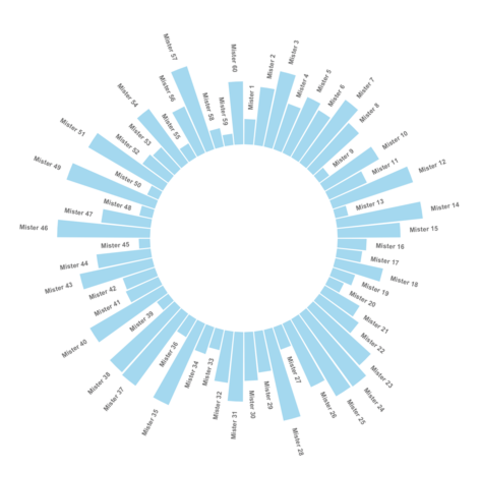 Mister 1
Mister 2
Mister 3
Mister 4
Mister 5
Mister 6
Mister 7
Mister 8
Mister 9
Mister 10
Mister 11
Mister 12
Mister 13
Mister 14
Mister 15
Mister 16
Mister 17
Mister 18
Mister 19
Mister 20
Mister 21
Mister 22
Mister 23
Mister 24
Mister 25
Mister 26
Mister 27
Mister 28
Mister 29
Mister 30
Mister 31
Mister 32
Mister 33
Mister 34
Mister 35
Mister 36
Mister 37
Mister 38
Mister 39
Mister 40
Mister 41
Mister 42
Mister 43
Mister 44
Mister 45
Mister 46
Mister 47
Mister 48
Mister 49
Mister 50
Mister 51
Mister 52
Mister 53
Mister 54
Mister 55
Mister 56
Mister 57
Mister 58
Mister 59
Mister 60